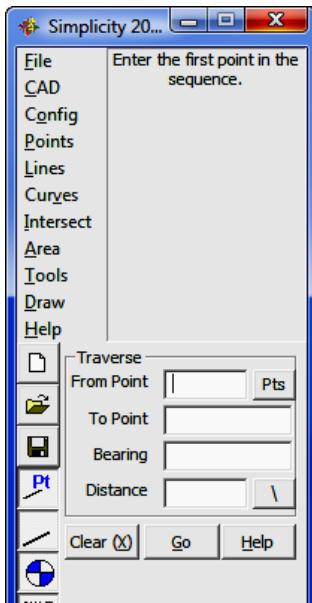 Simplicity 20...
File
CAD
Config
Points
Lines
Curves
Intersect
Area
Tools
Draw
Help
Enter the first point in the
sequence.
Traverse
From Point
Pts
To Point
Bearing
Distance
\
Clear (X)
Go
Help
Pt